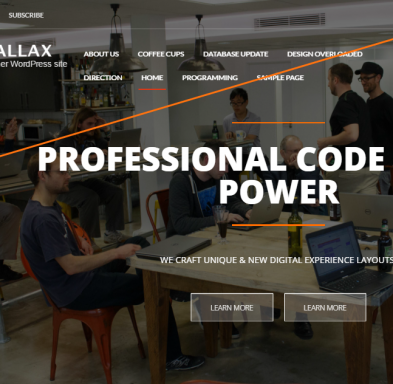 SUBSCRIBE
ALLAX
er WordPress site
ABOUT US COFFEE CUPS DATABASE UPDATE DESIGN OVERLOADED
DIRECTION HOME PROGRAMMING SAMPLE PAGE
PROFESSIONAL CODE
POWER
WE CRAFT UNIQUE & NEW DIGITAL EXPERIENCE LAYOUTS
LEARN MORE LEARN MORE